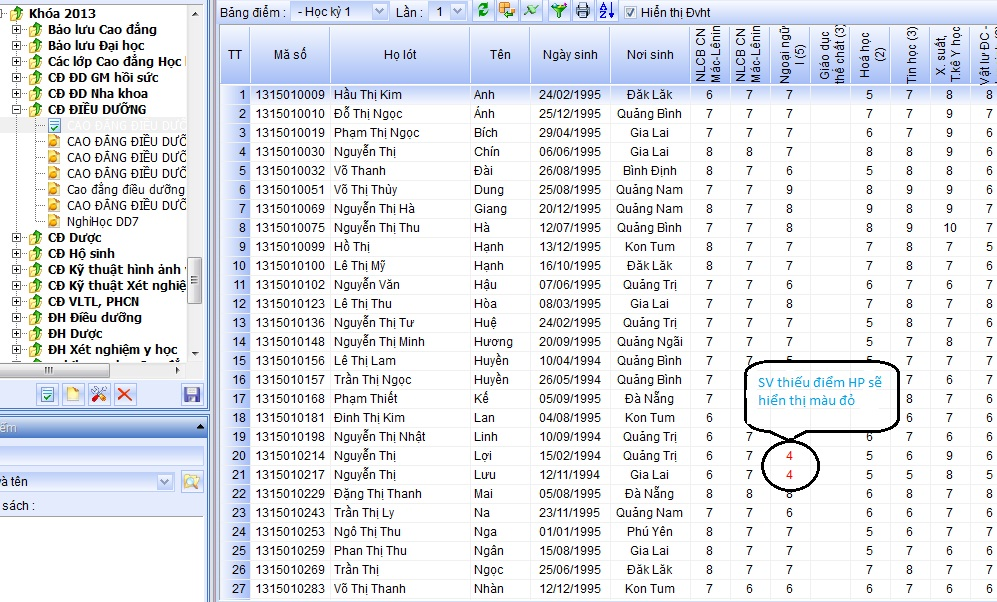 Khóa 2013
Bảo lưu Cao đẳng
Bảo lưu Đại học
Các lớp Cao đẳng Học
CĐ ĐD GM hồi sức
CĐ ĐD Nha khoa
CĐ ĐIỀU DƯỠNG
CAO ĐẲNG ĐIỀU DƯỠ
CAO ĐẲNG ĐIỀU DƯỠ
CAO ĐẲNG ĐIỀU DƯỠ
CAO ĐẲNG ĐIỀU DƯỠ
Cao đẳng điều dưỡng
CAO ĐẲNG ĐIỀU DƯỠ
NghiHọc DD7
CĐ Dược
CĐ Hộ sinh
CĐ Kỹ thuật hình ảnh
CĐ Kỹ thuật Xét nghiệ
CĐ VLTL, PHCN
ĐH Điều dưỡng
ĐH Dược
ĐH Xét nghiệm y học
ếm
và tên
sách :
Bảng điểm : - Học kỳ 1 Lần : 1 Hiển thị Đvht
TT Mã số Họ lót Tên Ngày sinh Nơi sinh NLCB CN Mác-Lênin NLCB CN Mác-Lênin Ngoại ngữ I (5) Giáo dục thể chất (3) Hoá học (2) Tin học (3) X. suất, T.kê Y học Vật lư ĐC -
1 1315010009 Hầu Thị Kim Anh 24/02/1995 Đăk Lăk 6 7 7 5 7 8 8
2 1315010010 Đỗ Thị Ngọc Ánh 25/12/1995 Quảng Bình 7 7 7 7 7 9 7
3 1315010019 Phạm Thị Ngọc Bích 29/04/1995 Gia Lai 7 7 7 6 7 9 7
4 1315010030 Nguyễn Thị Chín 06/06/1995 Gia Lai 8 8 7 8 8 9 6
5 1315010032 Võ Thanh Đài 26/08/1995 Bình Định 8 7 6 5 8 8 6
6 1315010051 Võ Thị Thùy Dung 25/08/1995 Quảng Nam 7 7 9 8 9 9 6
7 1315010069 Nguyễn Thị Hà Giang 20/12/1995 Quảng Nam 8 7 8 9 8 9 7
8 1315010075 Nguyễn Thị Thu Hà 12/07/1995 Quảng Bình 7 7 8 8 9 10 7
9 1315010099 Hồ Thị Hạnh 13/12/1995 Kon Tum 8 7 7 7 8 7 5
10 1315010100 Lê Thị Mỹ Hạnh 16/10/1995 Đăk Lăk 8 7 7 7 7 7 6
11 1315010102 Nguyễn Văn Hậu 07/06/1995 Quảng Trị 7 7 6 6 7 6 7
12 1315010123 Lê Thị Thu Hòa 08/03/1995 Gia Lai 7 7 8 7 8 7 8
13 1315010136 Nguyễn Thị Tư Huệ 24/02/1995 Quảng Trị 7 7 7 5 8 7 6
14 1315010148 Nguyễn Thị Minh Hương 20/09/1995 Quảng Ngãi 7 7 7 5 7 8 7
15 1315010156 Lê Thị Lam Huyền 10/04/1994 Quảng Bình 7 7 5 5 7 7 7
16 1315010157 Trần Thị Ngọc Huyền 26/05/1994 Quảng Bình 7 7 6 7
17 1315010168 Phạm Thiết Kế 05/09/1995 Đà Nẵng 7 8 7 6
18 1315010181 Đinh Thị Kim Lan 04/08/1995 Kon Tum 6 6 7 6
19 1315010198 Nguyễn Thị Nhật Linh 10/09/1994 Quảng Trị 6 7 6 7 6 6
20 1315010214 Nguyễn Thị Lợi 15/02/1994 Quảng Trị 6 7 4 5 6 9 6
21 1315010217 Nguyễn Thị Lưu 12/11/1994 Gia Lai 6 7 4 5 5 8 5
22 1315010229 Đặng Thị Thanh Mai 05/08/1995 Đà Nẵng 8 8 8 6 8 7 8
23 1315010243 Trần Thị Ly Na 23/11/1995 Quảng Nam 7 7 6 6 6 7 7
24 1315010253 Ngô Thị Thu Nga 01/01/1995 Phú Yên 8 7 7 5 6 7 7
25 1315010259 Phan Thị Thu Ngân 15/08/1995 Gia Lai 8 7 7 5 7 6 6
26 1315010269 Trần Thị Ngọc 25/06/1995 Đăk Lăk 8 7 7 8 7 7 7
27 1315010283 Võ Thị Thanh Nhàn 12/12/1995 Kon Tum 7 6 6 6 7 6 7
SV thiếu điểm HP sẽ
hiển thị màu đỏ